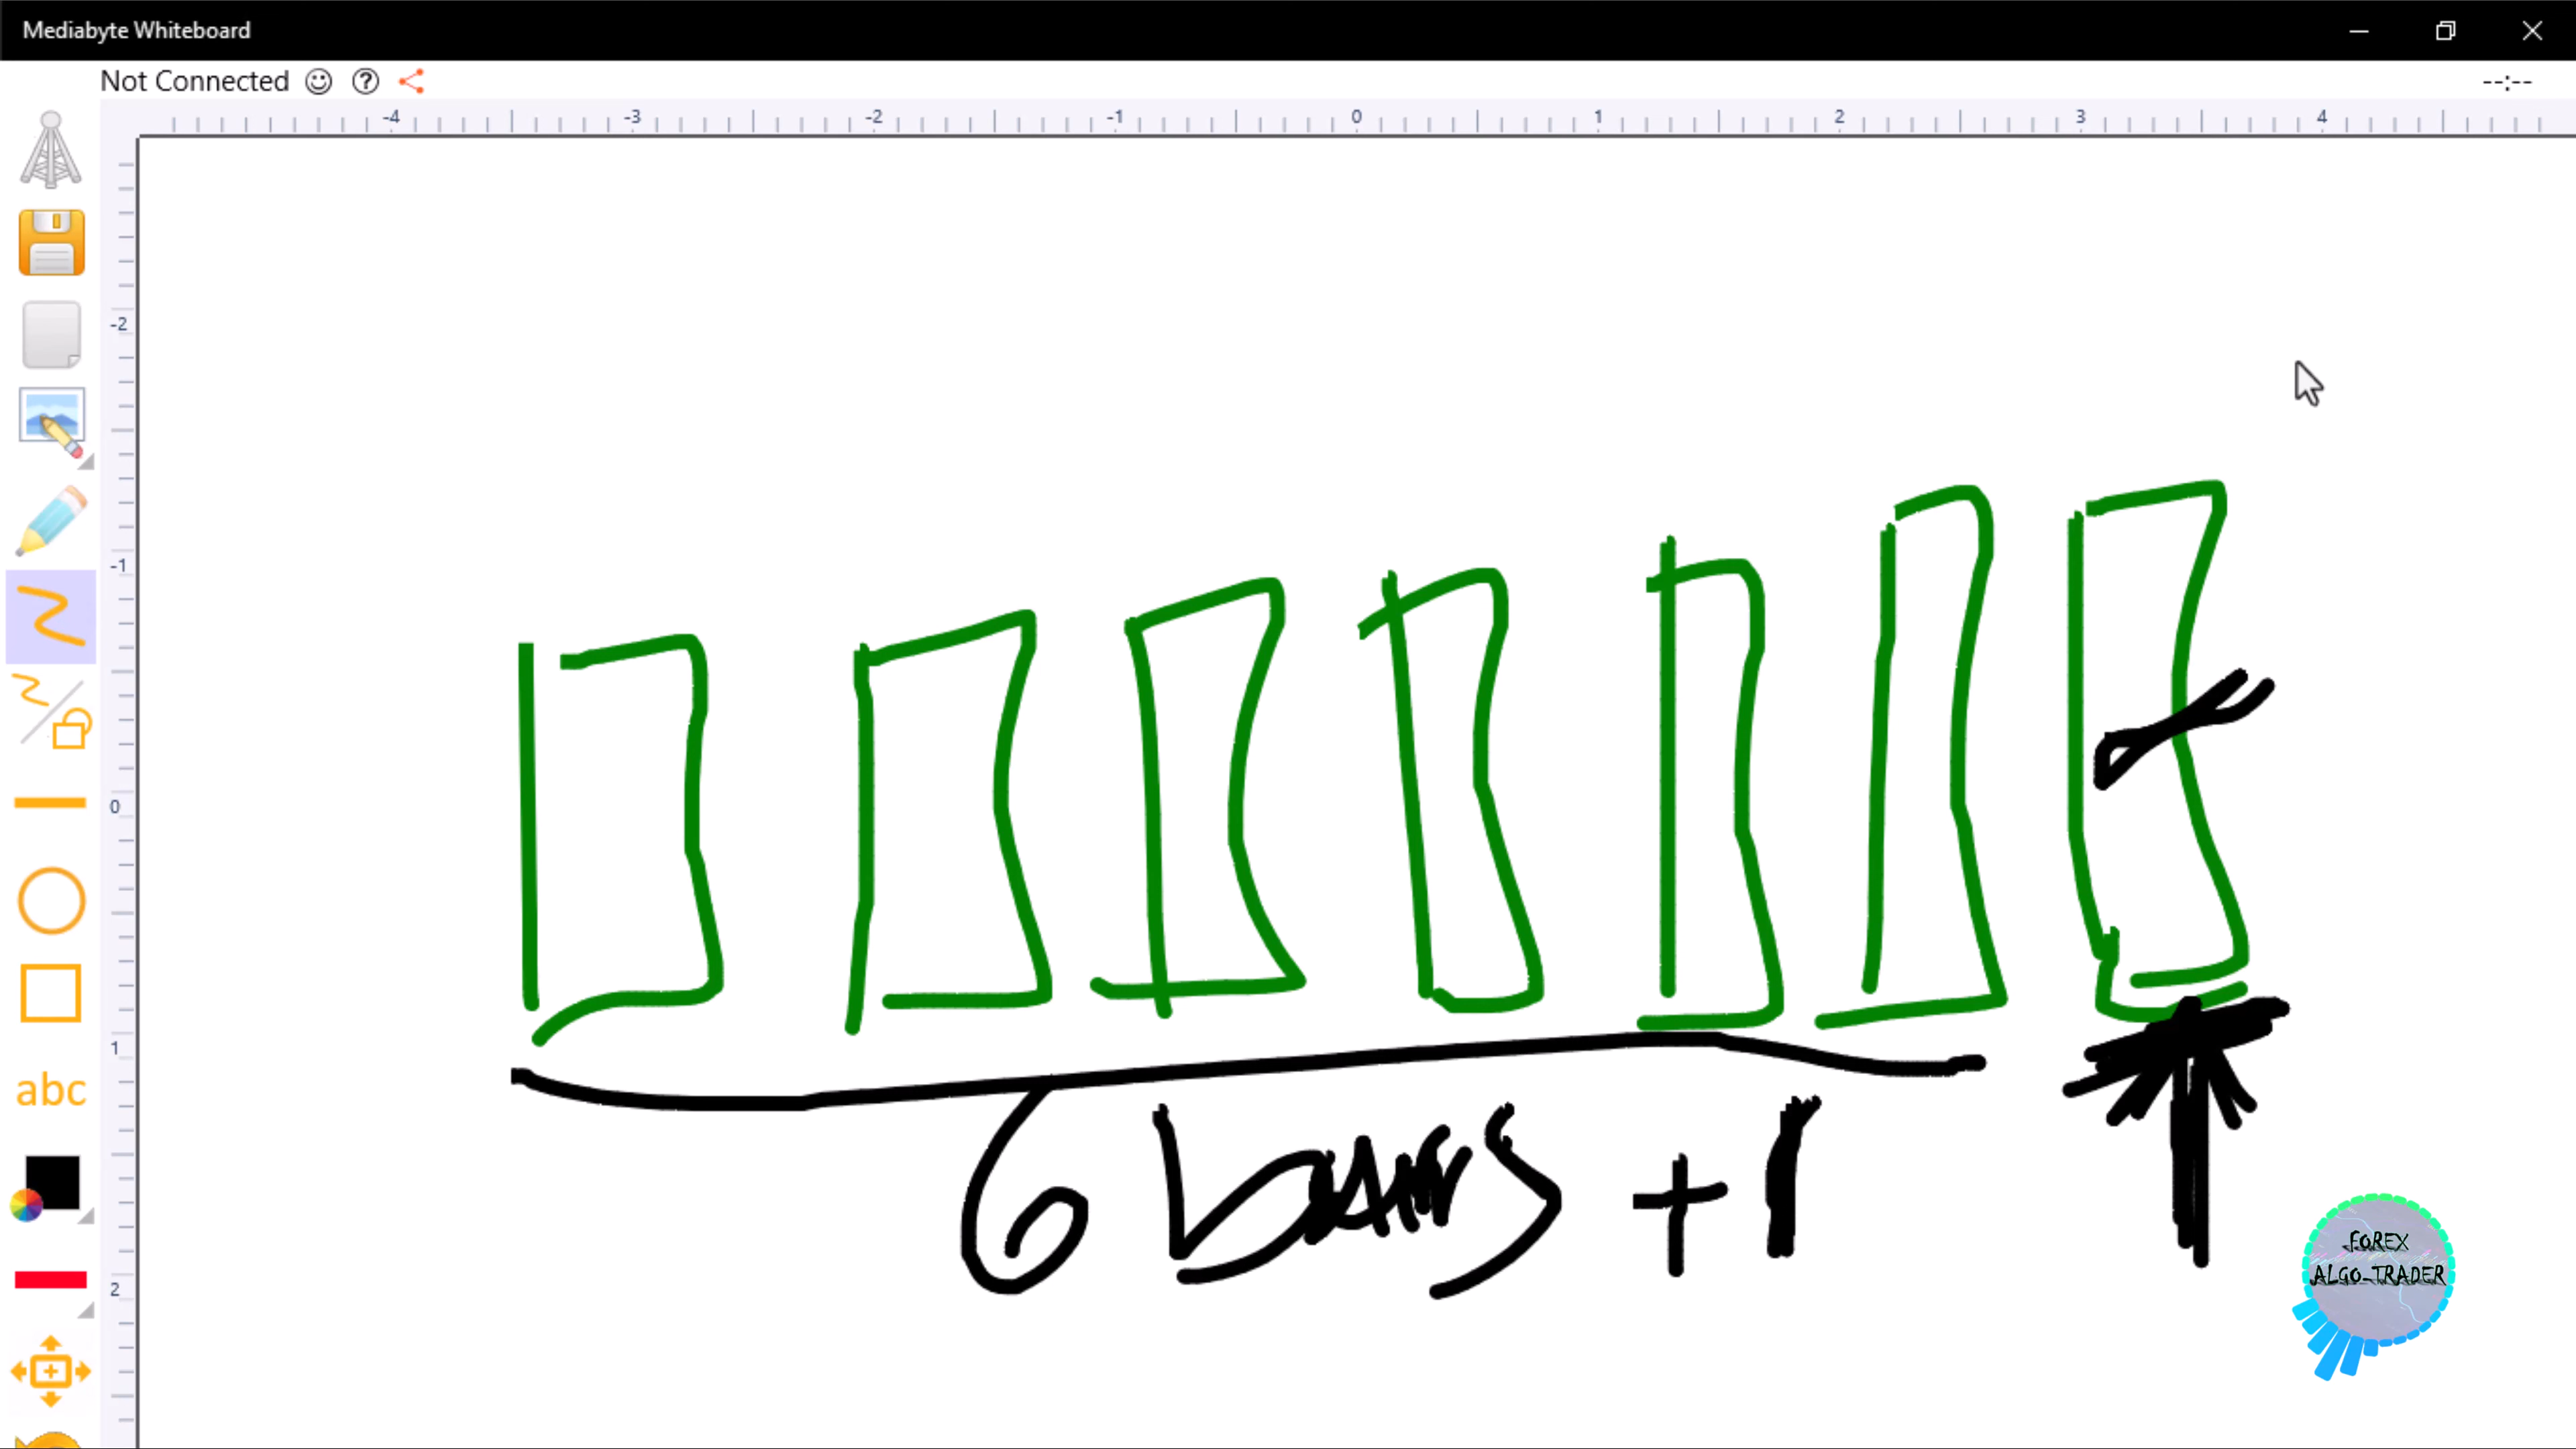 Mediabyte Whiteboard
Not Connected
--:--
-4 -3 -2 -1 0 1 2 3 4
-2
-1
0
1
2
abc
6 bars + 1
FOREX
ALGO-TRADER